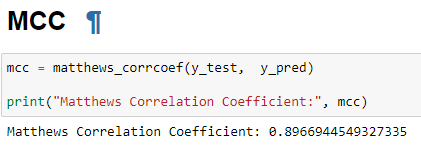 MCC ¶
mcc = matthews_corrcoef(y_test,  y_pred)
print("Matthews Correlation Coefficient:", mcc)
Matthews Correlation Coefficient: 0.8966944549327335